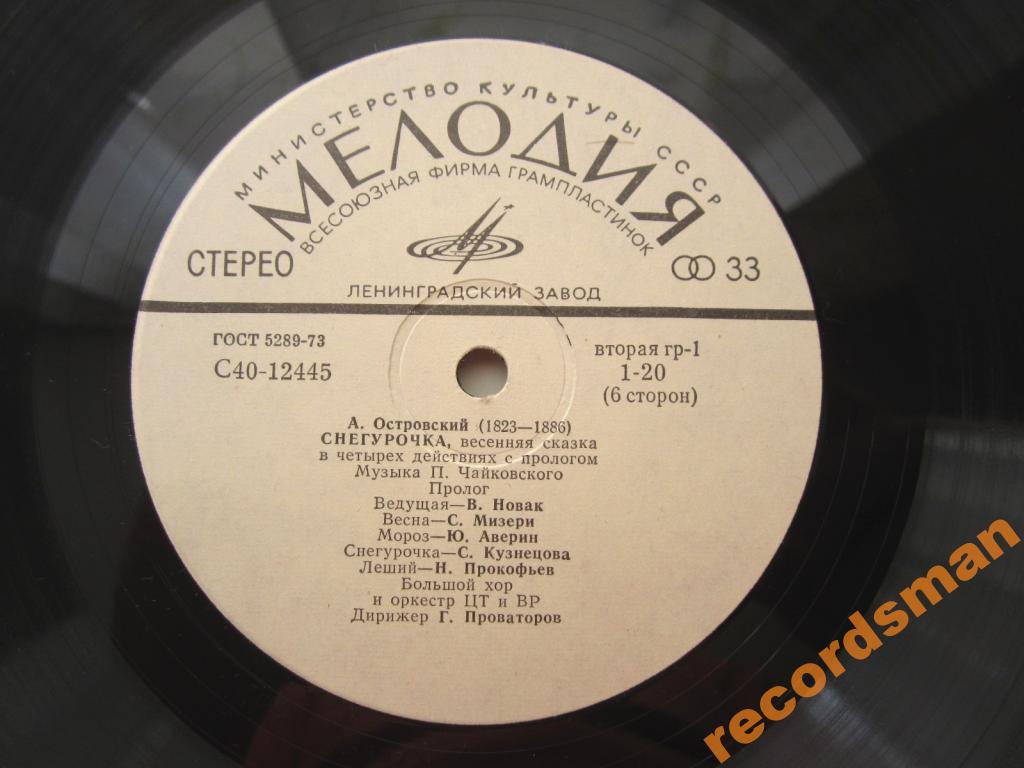 МИНИСТЕРСТВО КУЛЬТУРЫ СССР
МЕЛОДИЯ
ВСЕСОЮЗНАЯ ФИРМА ГРАМПЛАСТИНОК
СТЕРЕО
33
ЛЕНИНГРАДСКИЙ ЗАВОД
ГОСТ 5289-73
С40-12445
вторая гр-1
1-20
(6 сторон)
А. Островский (1823—1886)
СНЕГУРОЧКА, весенняя сказка
в четырех действиях с прологом
Музыка П. Чайковского
Пролог
Ведущая—В. Новак
Весна—С. Мизери
Мороз—Ю. Аверин
Снегурочка—С. Кузнецова
Леший—Н. Прокофьев
Большой хор
и оркестр ЦТ и ВР
Дирижер Г. Проваторов
recordsman